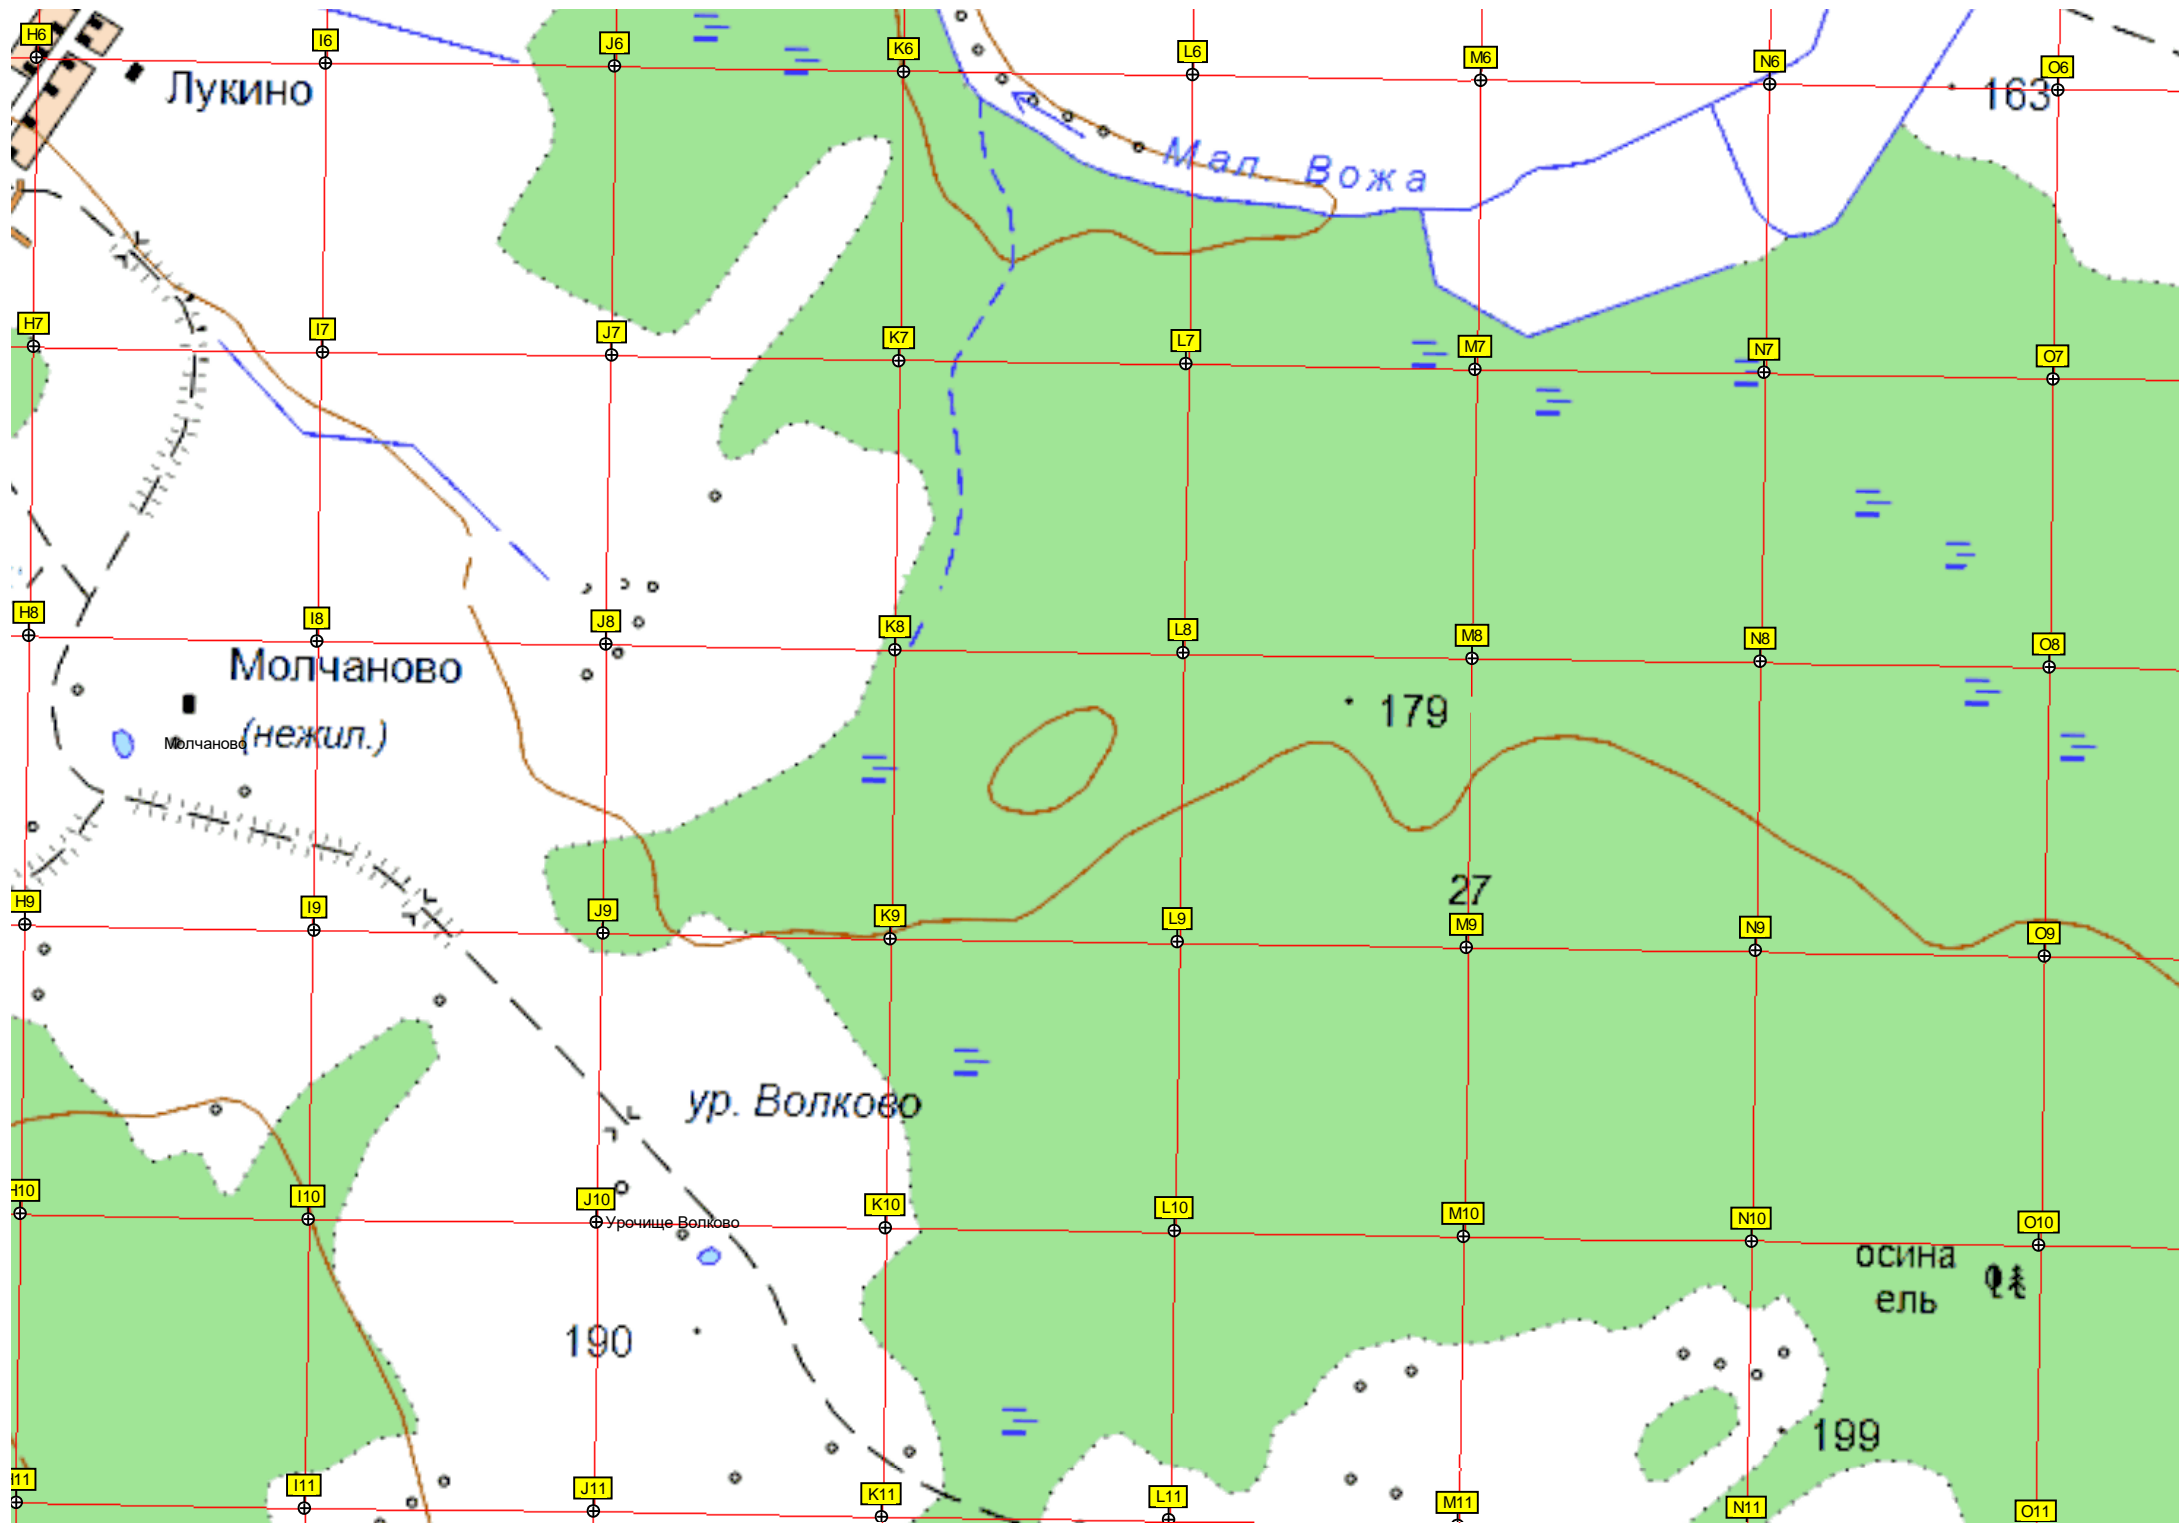 H6
I6
J6
K6
L6
M6
N6
O6
Лукино
163
Мал. Вожа
H7
I7
J7
K7
L7
M7
N7
O7
H8
I8
J8
K8
L8
M8
N8
O8
Молчаново
179
(нежил.)
Молчаново
27
H9
I9
J9
K9
L9
M9
N9
O9
ур. Волково
H10
I10
J10
K10
L10
M10
N10
O10
Урочище Волково
осина
ель
190
199
H11
I11
J11
K11
L11
M11
N11
O11